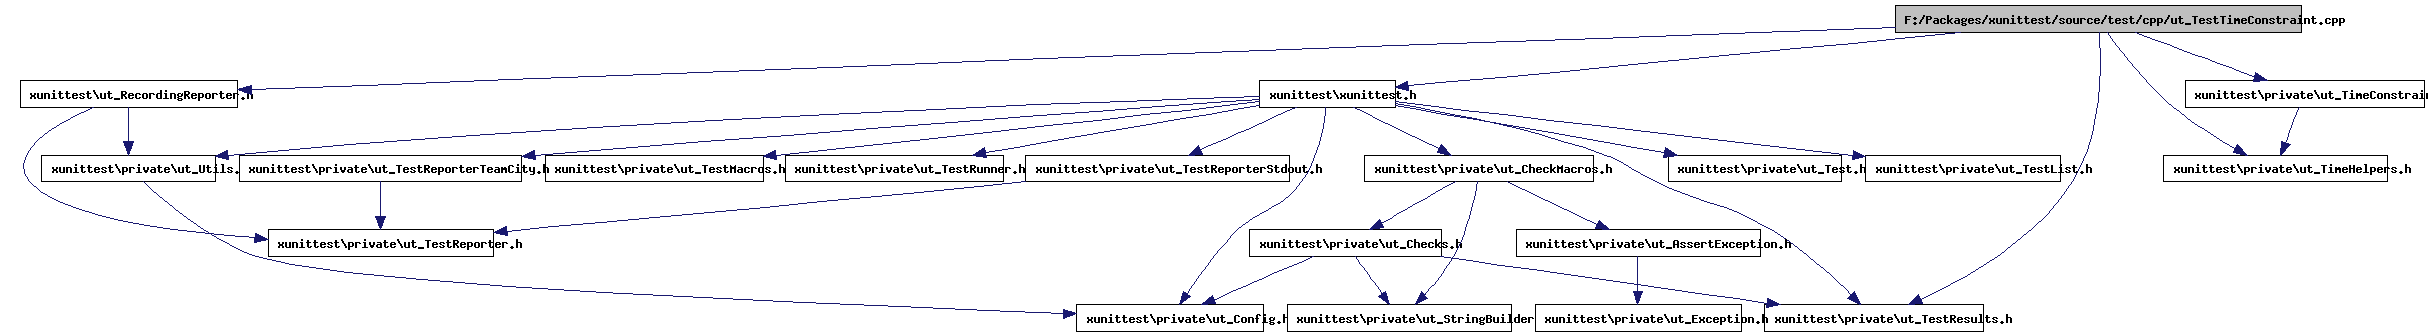 F:/Packages/xunittest/source/test/cpp/ut_TestTimeConstraint.cpp
xunittest\ut_RecordingReporter.h
xunittest\xunittest.h
xunittest\private\ut_TimeConstrain
xunittest\private\ut_Utils.
xunittest\private\ut_TestReporterTeamCity.h
xunittest\private\ut_TestMacros.h
xunittest\private\ut_TestRunner.h
xunittest\private\ut_TestReporterStdout.h
xunittest\private\ut_CheckMacros.h
xunittest\private\ut_Test.h
xunittest\private\ut_TestList.h
xunittest\private\ut_TimeHelpers.h
xunittest\private\ut_TestReporter.h
xunittest\private\ut_Checks.h
xunittest\private\ut_AssertException.h
xunittest\private\ut_Config.h
xunittest\private\ut_StringBuilder
xunittest\private\ut_Exception.h
xunittest\private\ut_TestResults.h